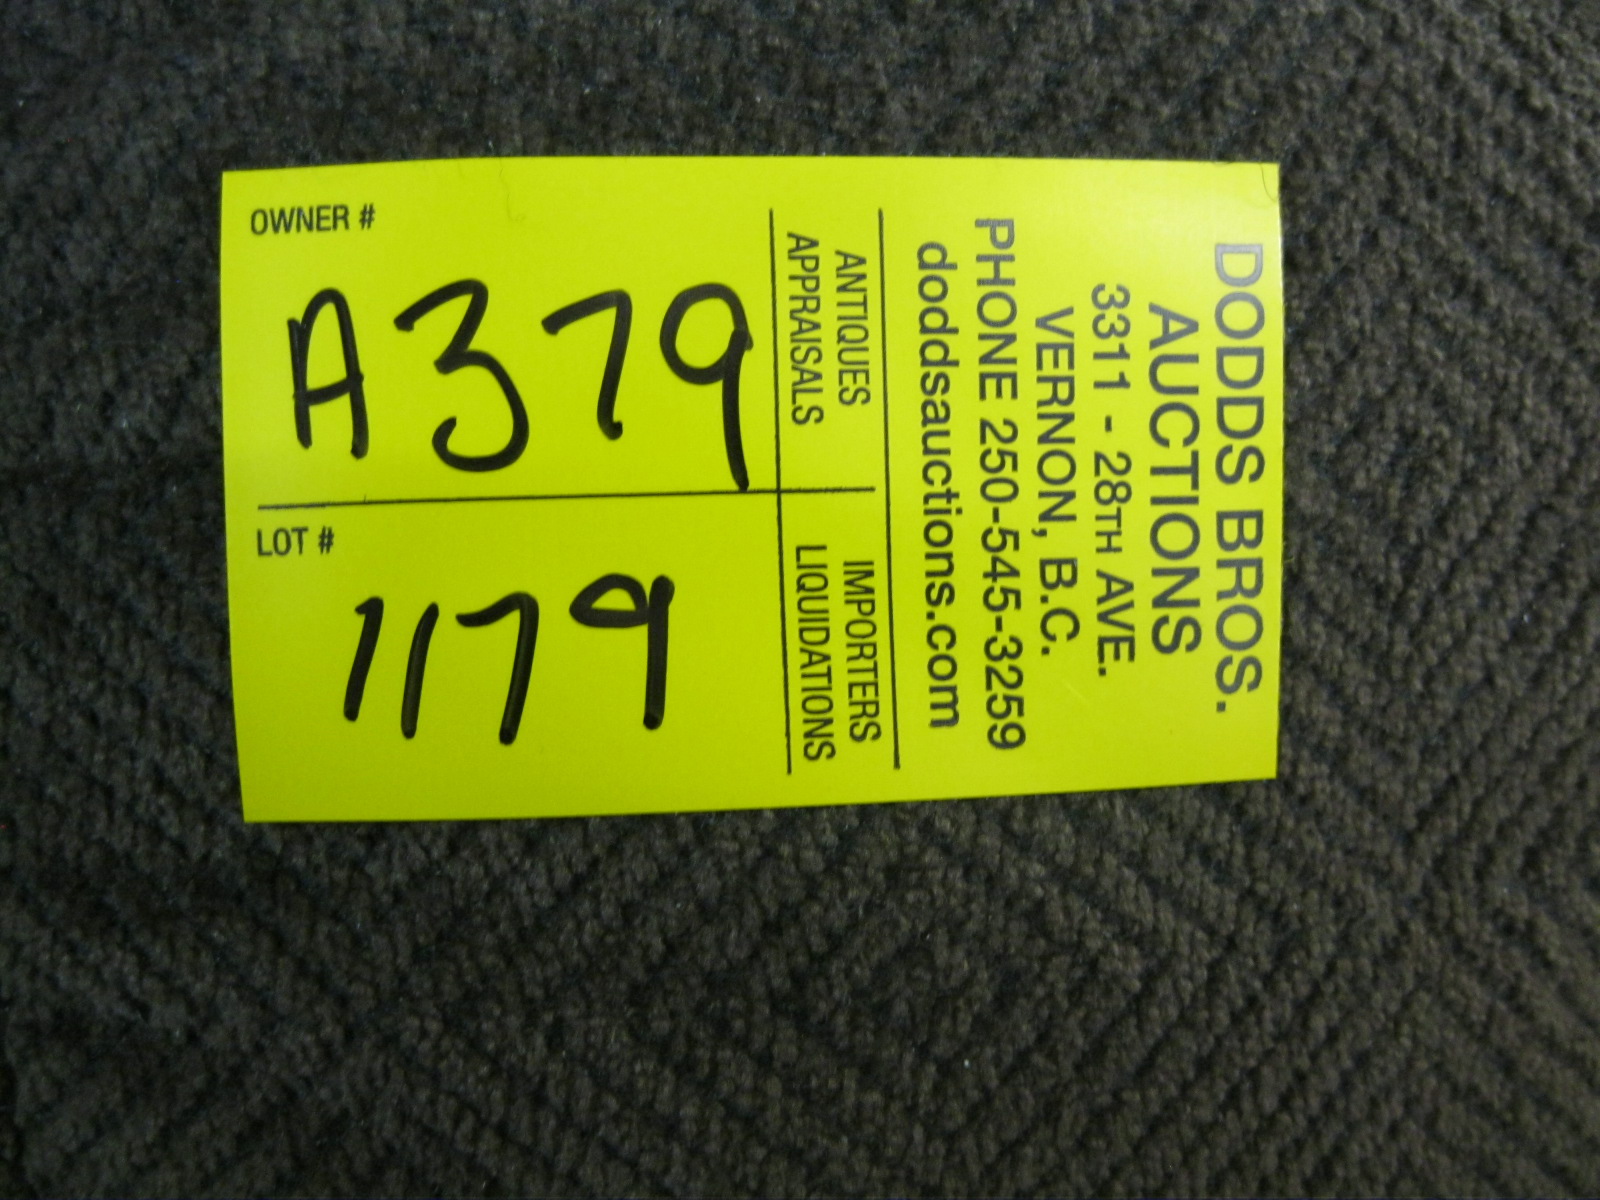 DODDS BROS.
AUCTIONS
3311 - 28TH AVE.
VERNON, B.C.
PHONE 250-545-3259
doddsauctions.com
ANTIQUES
APPRAISALS
IMPORTERS
LIQUIDATIONS
OWNER #
A379
LOT #
1179